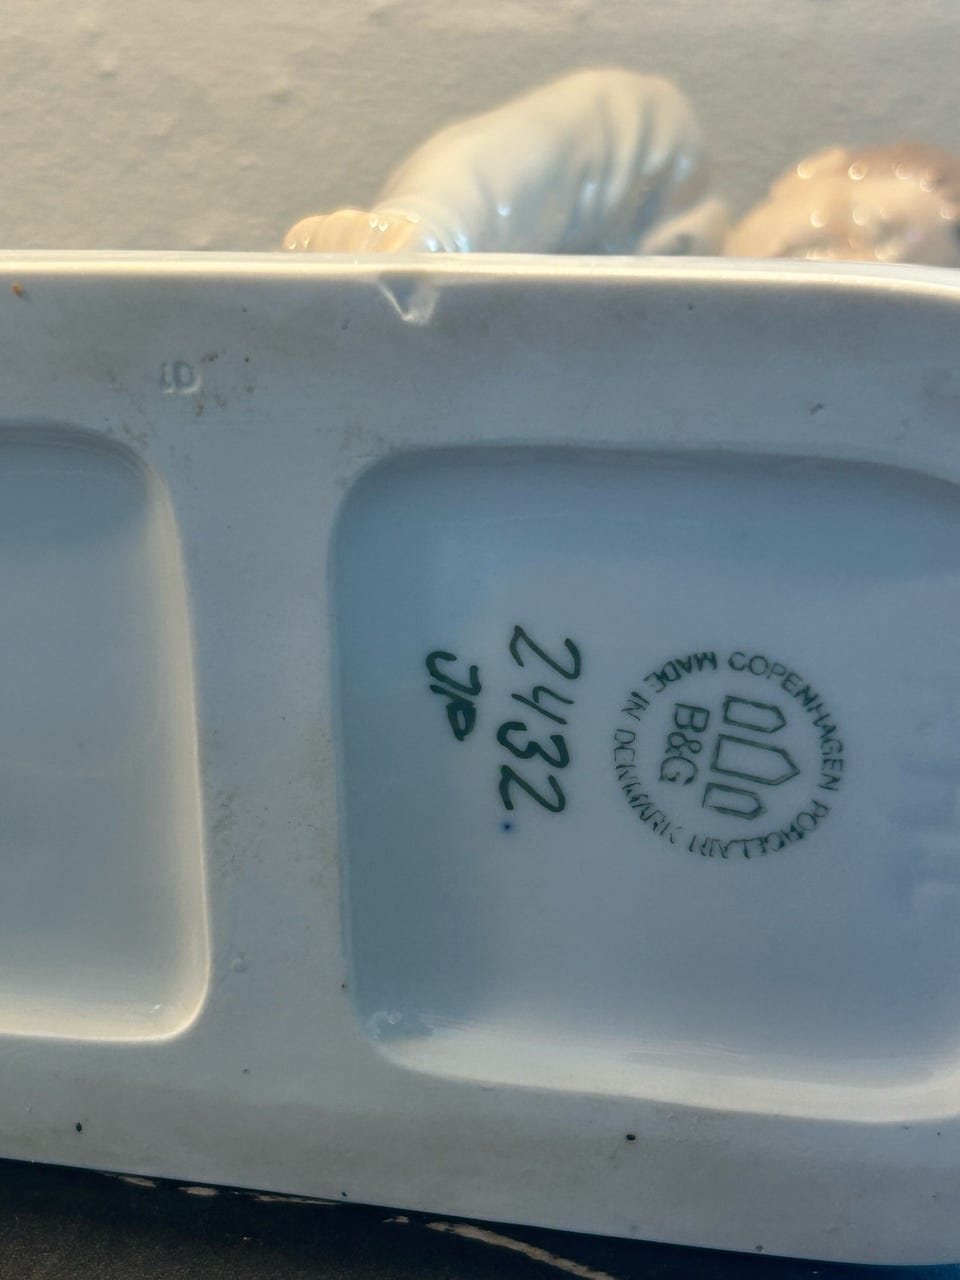 COPENHAGEN PORCELAIN
B&G
MADE IN DENMARK
2432